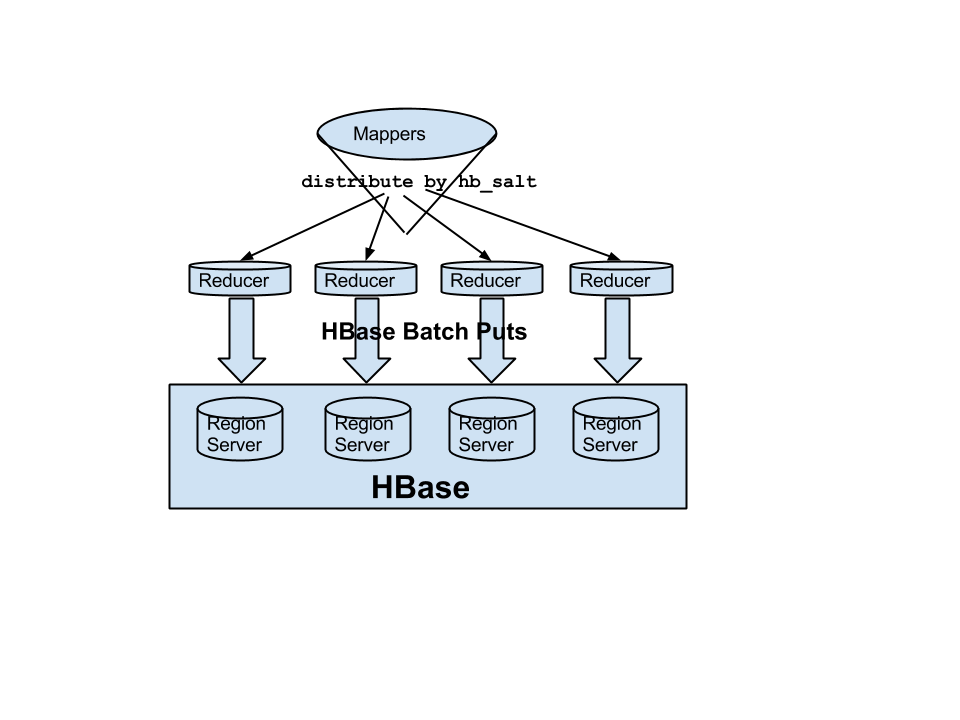 Mappers
distribute by hb_salt
Reducer
Reducer
Reducer
Reducer
HBase Batch Puts
Region
Server
Region
Server
Region
Server
Region
Server
HBase